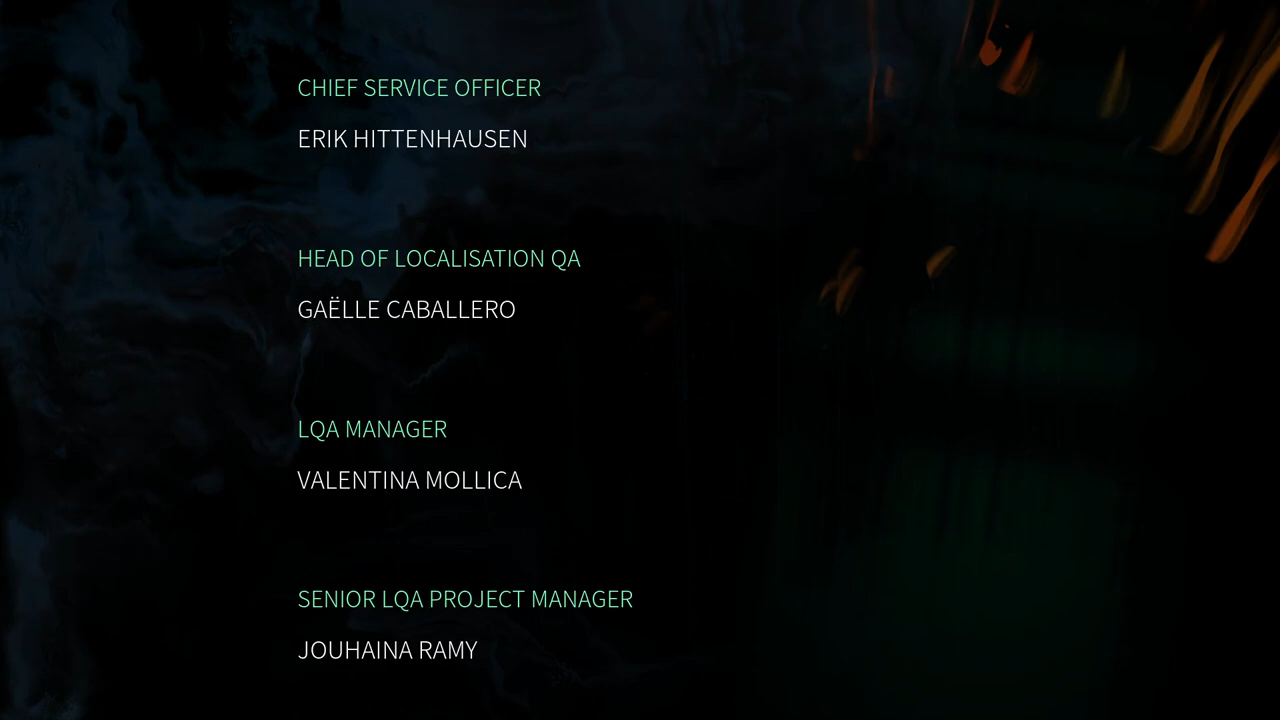 CHIEF SERVICE OFFICER
ERIK HITTENHAUSEN
HEAD OF LOCALISATION QA
GAËLLE CABALLERO
LQA MANAGER
VALENTINA MOLLICA
SENIOR LQA PROJECT MANAGER
JOUHAINA RAMY